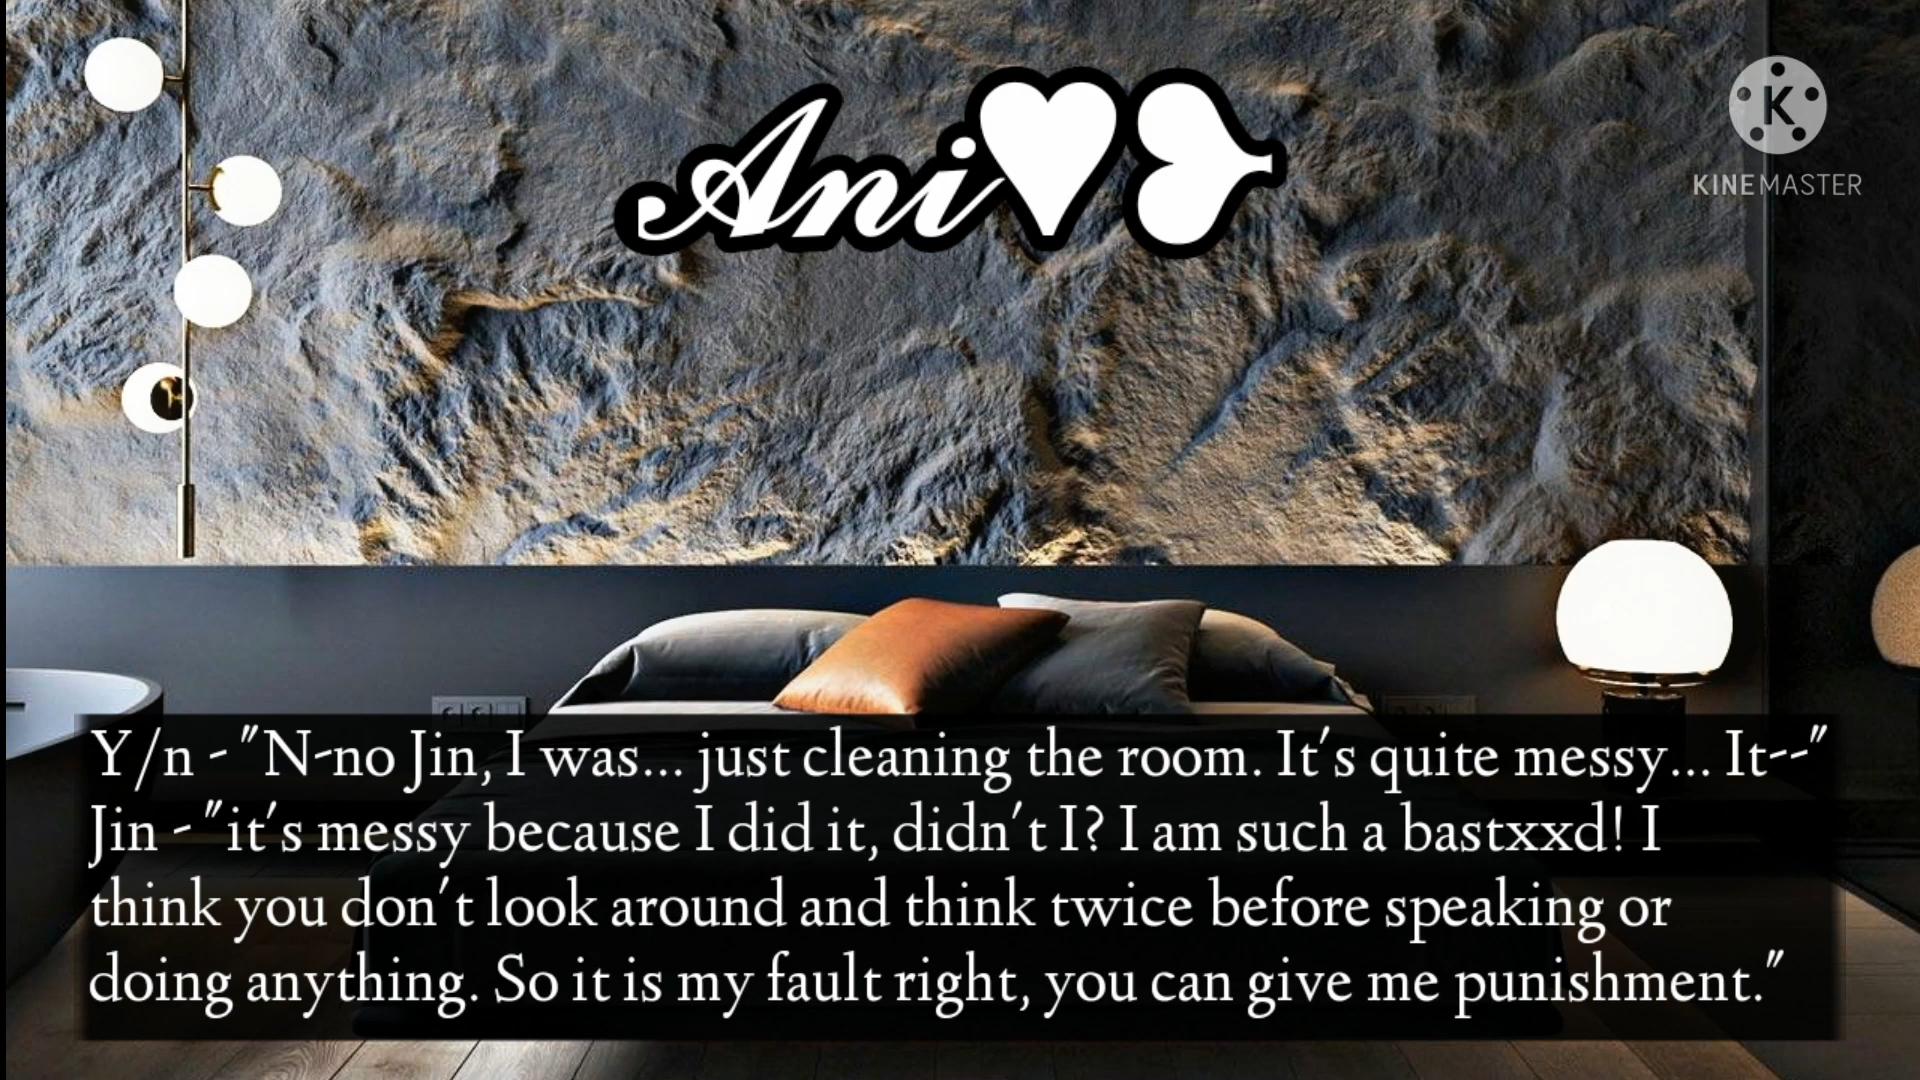 Ani♥❥
K
KINEMASTER
Y/n - "N-no Jin, I was... just cleaning the room. It's quite messy... It--"
Jin - "it's messy because I did it, didn't I? I am such a bastxxd! I
think you don't look around and think twice before speaking or
doing anything. So it is my fault right, you can give me punishment."